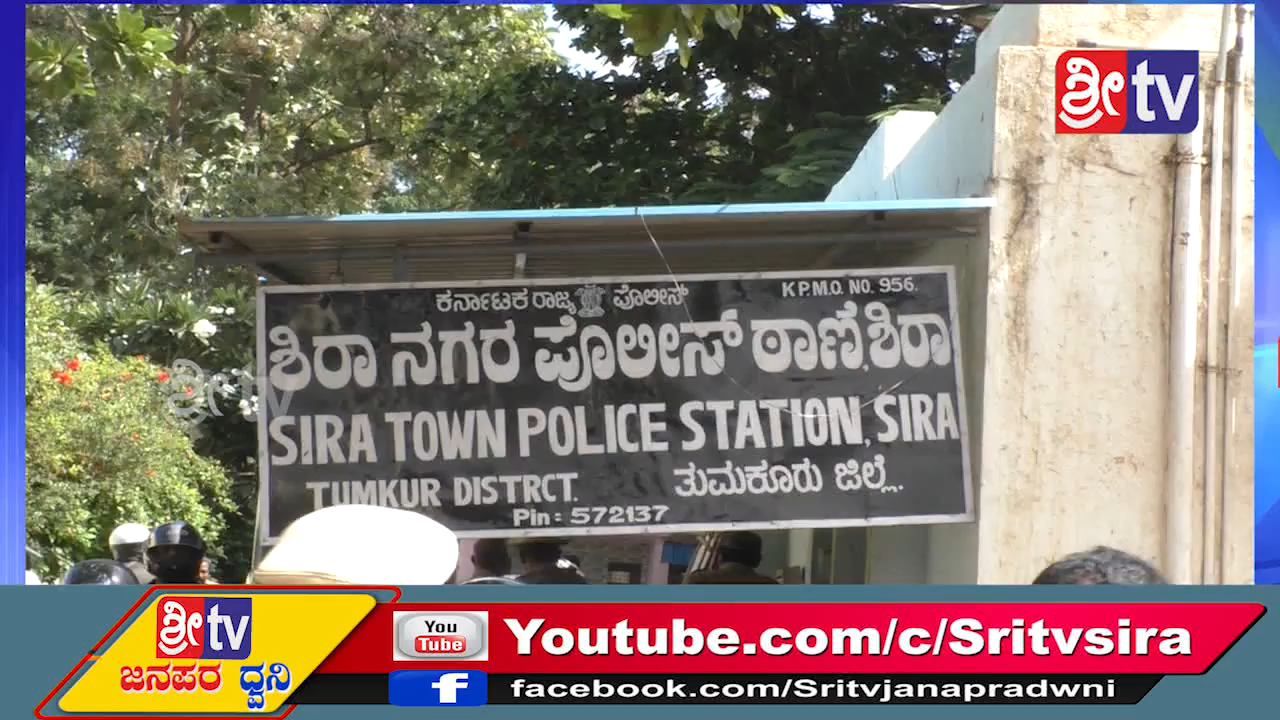 ಶ್ರೀ tv
ಕರ್ನಾಟಕ ರಾಜ್ಯ ಪೊಲೀಸ್
K P.M.O. NO. 956.
ಶಿರಾ ನಗರ ಪೊಲೀಸ್ ಠಾಣೆ, ಶಿರಾ
ಶ್ರೀ tv
SIRA TOWN POLICE STATION, SIRA
TUMKUR DISTRCT. ತುಮಕೂರು ಜಿಲ್ಲೆ.
Pin: 572137
ಶ್ರೀ tv
ಜನಪರ ಧ್ವನಿ
You Tube
Youtube.com/c/Sritvsira
f
facebook.com/Sritvjanapradwni